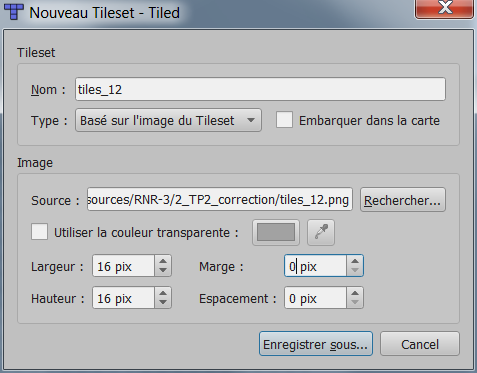 Nouveau Tileset - Tiled
Tileset
Nom : tiles_12
Type : Basé sur l'image du Tileset Embarquer dans la carte
Image
Source : sources/RNR-3/2_TP2_correction/tiles_12.png Rechercher...
Utiliser la couleur transparente :
Largeur : 16 pix Marge : 0 pix
Hauteur : 16 pix Espacement : 0 pix
Enregistrer sous... Cancel